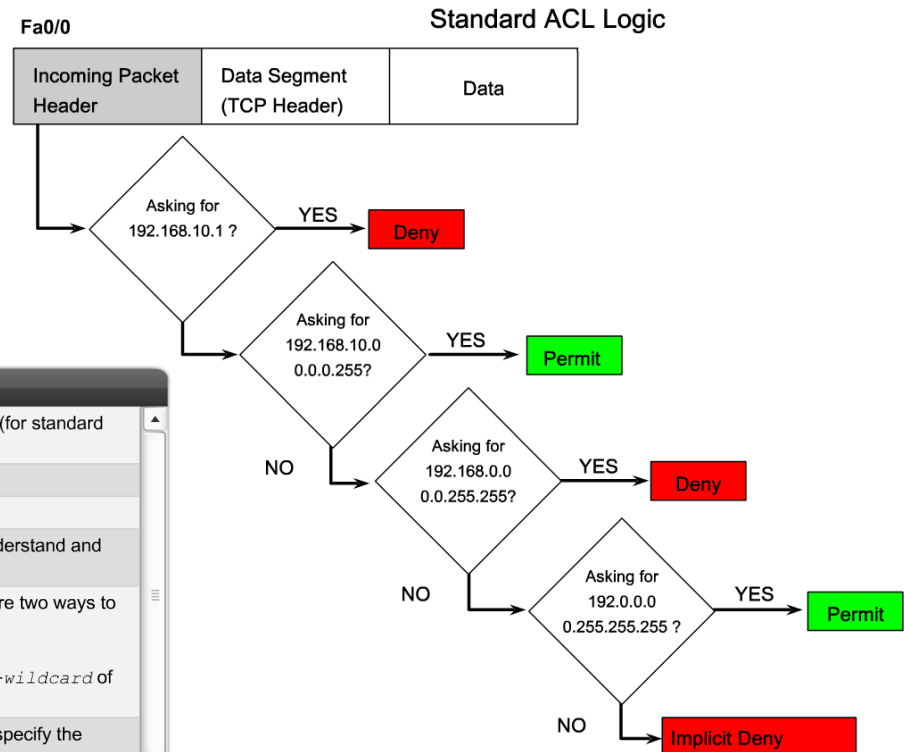 Standard ACL Logic
Fa0/0
Incoming Packet
Header
Data Segment
(TCP Header)
Data
Asking for
192.168.10.1 ?
YES
Deny
Asking for
192.168.10.0
0.0.0.255?
YES
Permit
NO
Asking for
192.168.0.0
0.0.255.255?
YES
Deny
NO
Asking for
192.0.0.0
0.255.255.255 ?
YES
Permit
NO
Implicit Deny
(for standard
derstand and
re two ways to
-wildcard of
specify the